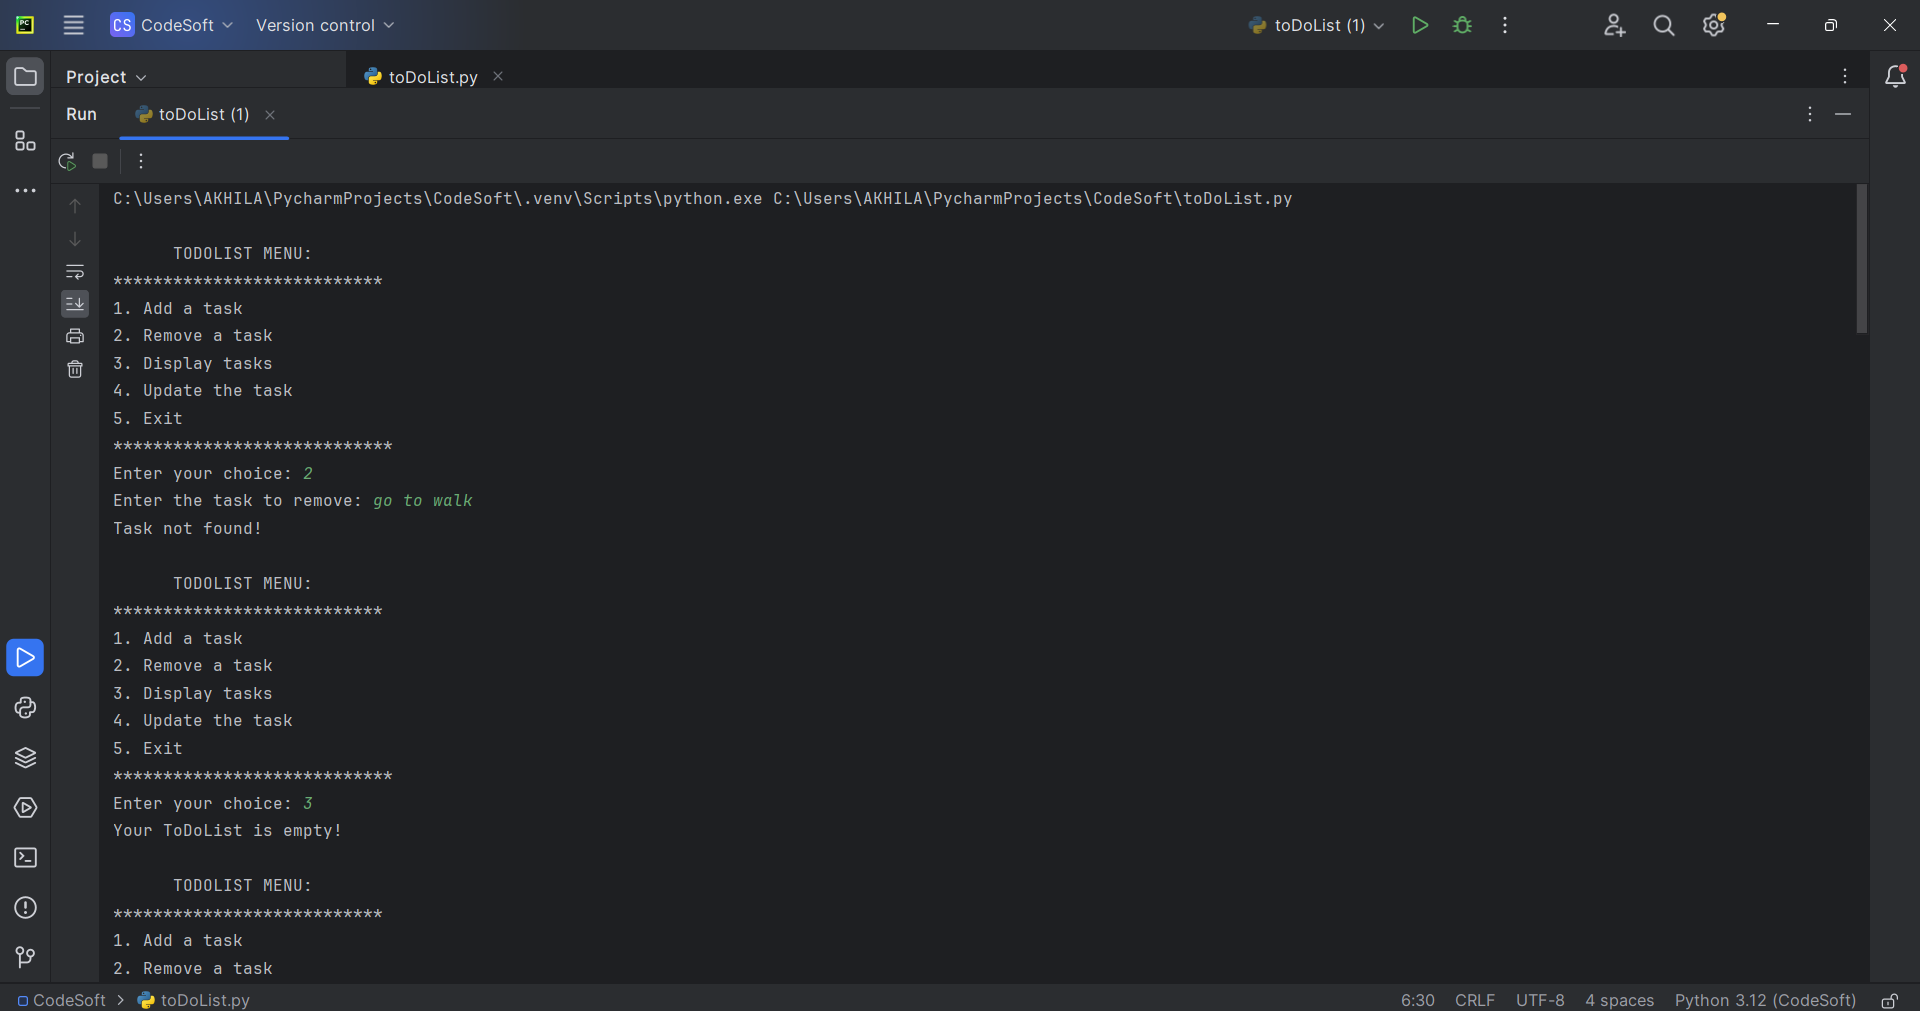 CS CodeSoft Version control toDoList (1)
Project toDoList.py
Run toDoList (1)
C:\Users\AKHILA\PycharmProjects\CodeSoft\.venv\Scripts\python.exe C:\Users\AKHILA\PycharmProjects\CodeSoft\toDoList.py
TODOLIST MENU:
***************************
1. Add a task
2. Remove a task
3. Display tasks
4. Update the task
5. Exit
****************************
Enter your choice: 2
Enter the task to remove: go to walk
Task not found!
TODOLIST MENU:
***************************
1. Add a task
2. Remove a task
3. Display tasks
4. Update the task
5. Exit
****************************
Enter your choice: 3
Your ToDoList is empty!
TODOLIST MENU:
***************************
1. Add a task
2. Remove a task
CodeSoft > toDoList.py 6:30 CRLF UTF-8 4 spaces Python 3.12 (CodeSoft)